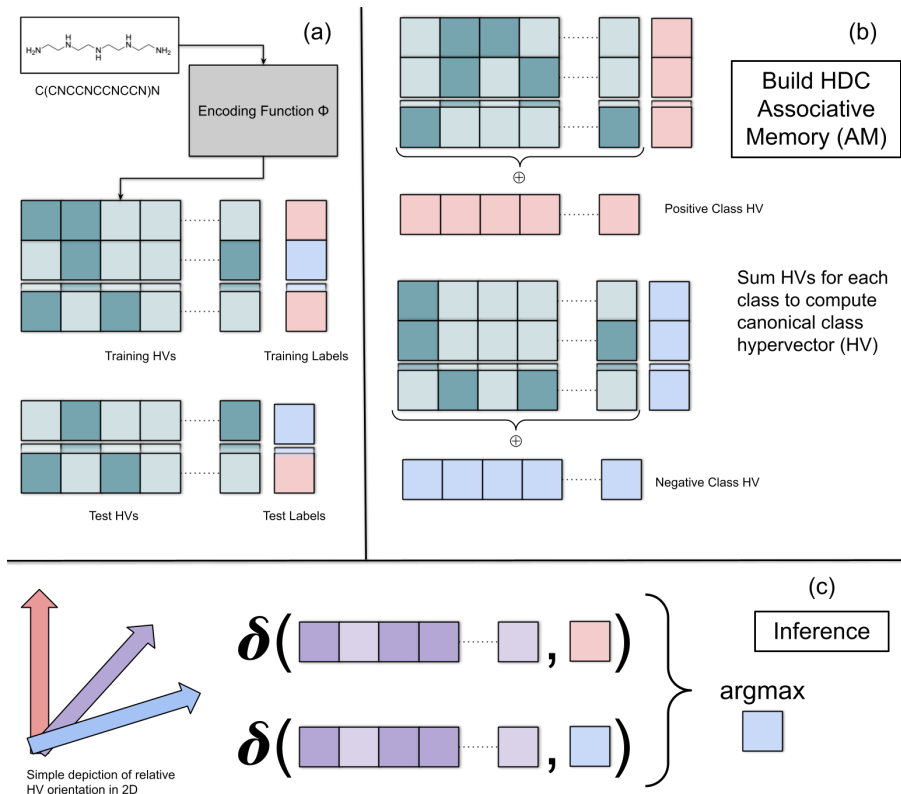 (a)
H₂N
H
N
N
H
H
N
NH₂
C(CNCCNCCNCCN)N
Encoding Function Φ
Training HVs
Training Labels
Test HVs
Test Labels
(b)
Build HDC
Associative
Memory (AM)
⊕
Positive Class HV
Sum HVs for each
class to compute
canonical class
hypervector (HV)
⊕
Negative Class HV
(c)
Inference
δ( , )
δ( , )
argmax
Simple depiction of relative
HV orientation in 2D